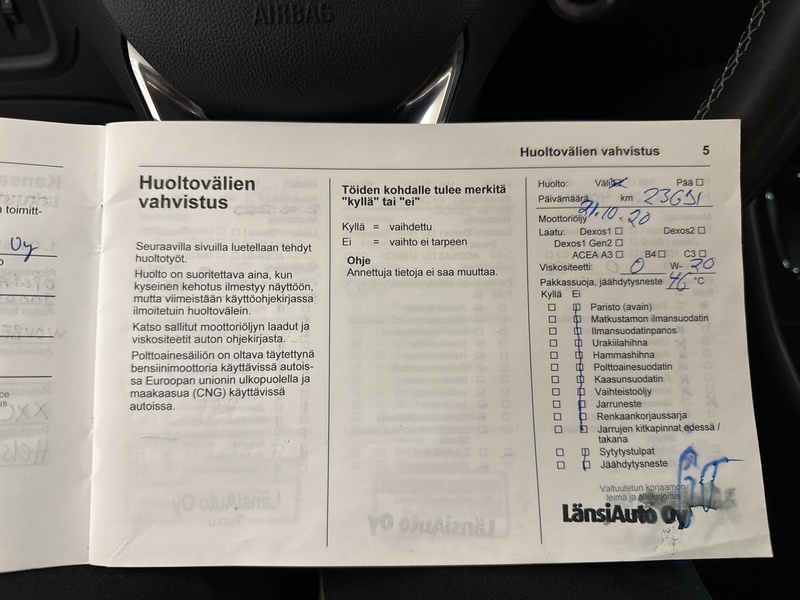 AIRBAG
n toimitt-
Oy
Huoltovälien vahvistus 5
Huoltovälien
vahvistus
Seuraavilla sivuilla luetellaan tehdyt
huoltotyöt.
Huolto on suoritettava aina, kun
kyseinen kehotus ilmestyy näyttöön,
mutta viimeistään käyttöohjekirjassa
ilmoitetuin huoltovälein.
Katso sallitut moottoriöljyn laadut ja
viskositeetit auton ohjekirjasta.
Polttoainesäiliön on oltava täytettynä
bensiinimoottoria käyttävissä autois-
sa Euroopan unionin ulkopuolella ja
maakaasua (CNG) käyttävissä
autoissa.
Töiden kohdalle tulee merkitä
"kyllä" tai "ei"
Kyllä = vaihdettu
Ei = vaihto ei tarpeen
Ohje
Annettuja tietoja ei saa muuttaa.
Huolto: Väli Pää
Päivämäärä 21.10.20 km
Moottoriöljy
Laatu: Dexos1 Dexos2
Dexos1 Gen2
ACEA A3 B4 C3
Viskositeetti: 0 W- 20
Pakkassuoja, jäähdytysneste 46 °C
Kyllä Ei
Paristo (avain)
Matkustamon ilmansuodatin
Ilmansuodatinpanos
Urakiilahihna
Hammashihna
Polttoainesuodatin
Kaasunsuodatin
Vaihteistoöljy
Jarruneste
Renkaankorjaussarja
Jarrujen kitkapinnat edessä /
takana
Sytytystulpat
Jäähdytysneste
Valtuutetun korjaamon
leima ja allekirjoitus
LänsiAuto Oy